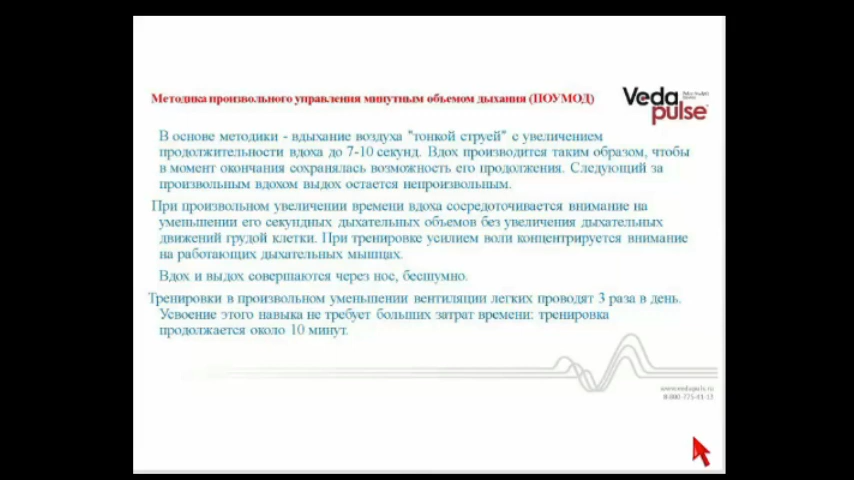 Методика произвольного управления минутным объемом дыхания (ПОУМОД)
Veda
pulse
В основе методики - вдыхание воздуха "тонкой струей" с увеличением
продолжительности вдоха до 7-10 секунд. Вдох производится таким образом, чтобы
в момент окончания сохранялась возможность его продолжения. Следующий за
произвольным вдохом выдох остается непроизвольным.
При произвольном увеличении времени вдоха сосредоточивается внимание на
уменьшении его секундных дыхательных объемов без увеличения дыхательных
движений грудой клетки. При тренировке усилием воли концентрируется внимание
на работающих дыхательных мышцах.
Вдох и выдох совершаются через нос, бесшумно.
Тренировки в произвольном уменьшении вентиляции легких проводят 3 раза в день.
Усвоение этого навыка не требует больших затрат времени: тренировка
продолжается около 10 минут.